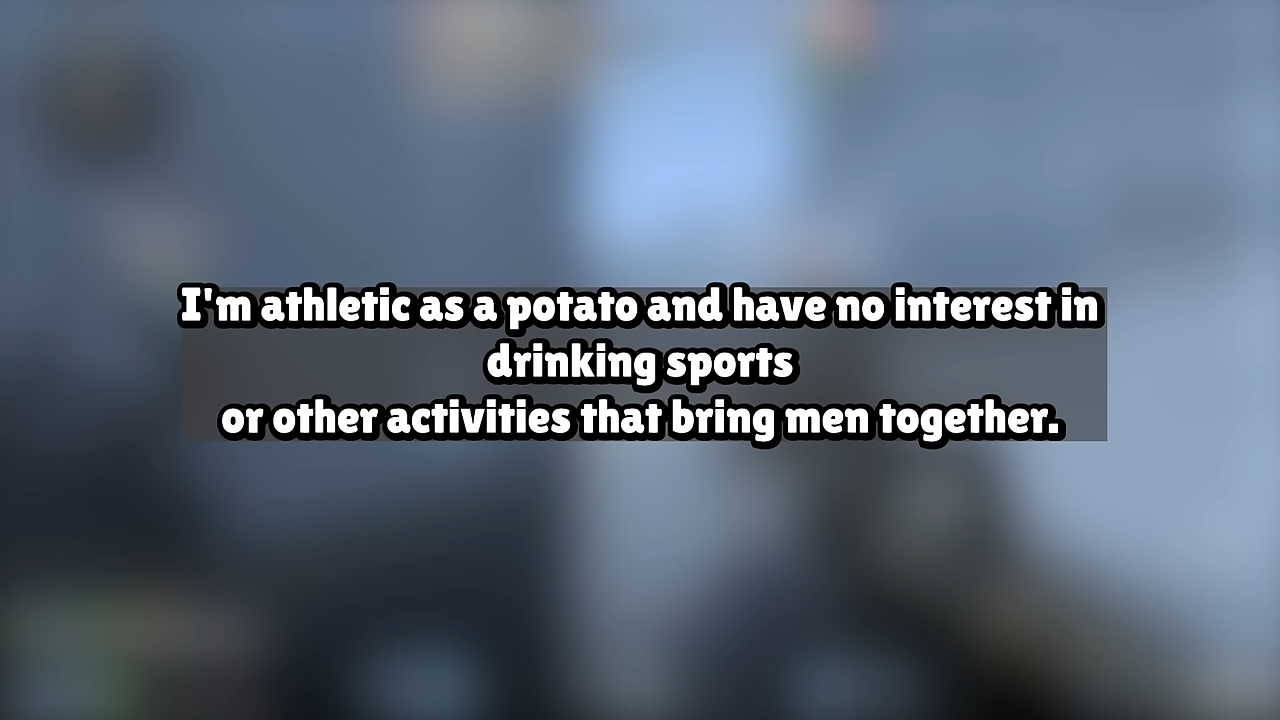 I'm athletic as a potato and have no interest in
drinking sports
or other activities that bring men together.